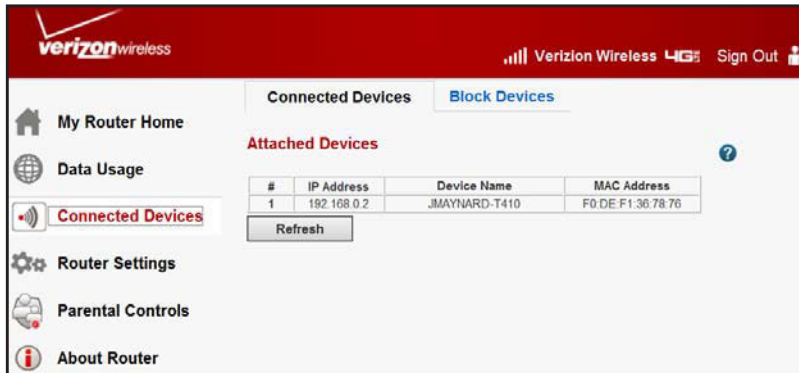 verizonwireless
Verizion Wireless 4G LTE Sign Out
Connected Devices Block Devices
My Router Home
Data Usage
Connected Devices
Router Settings
Parental Controls
About Router
Attached Devices
?
# IP Address Device Name MAC Address
1 192.168.0.2 JMAYNARD-T410 F0:DE:F1:36:78:76
Refresh